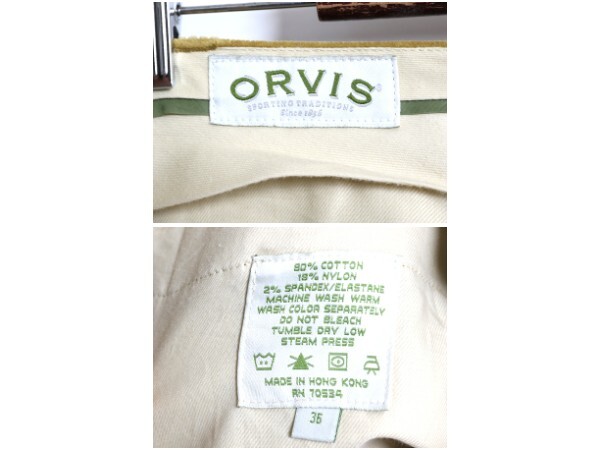 ORVIS
SPORTING TRADITIONS
Since 1856
80% COTTON
18% NYLON
2% SPANDEX/ELASTANE
MACHINE WASH WARM
WASH COLOR SEPARATELY
DO NOT BLEACH
TUMBLE DRY LOW
STEAM PRESS
MADE IN HONG KONG
RN 70534
36